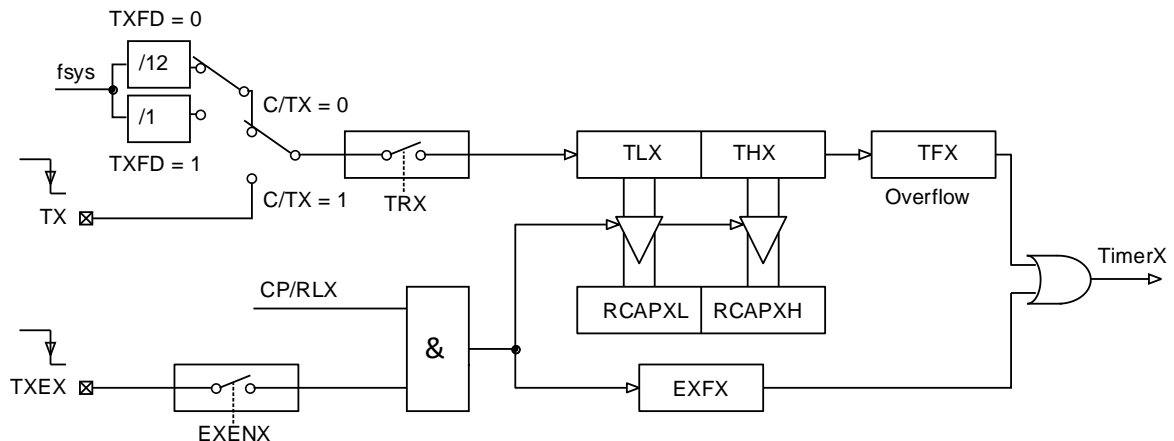 TXFD = 0
/12
fsys
C/TX = 0
/1
TLX
THX
TFX
TXFD = 1
C/TX = 1
TRX
Overflow
TX
TimerX
CP/RLX
RCAPXL
RCAPXH
&
TXEX
EXFX
EXENX